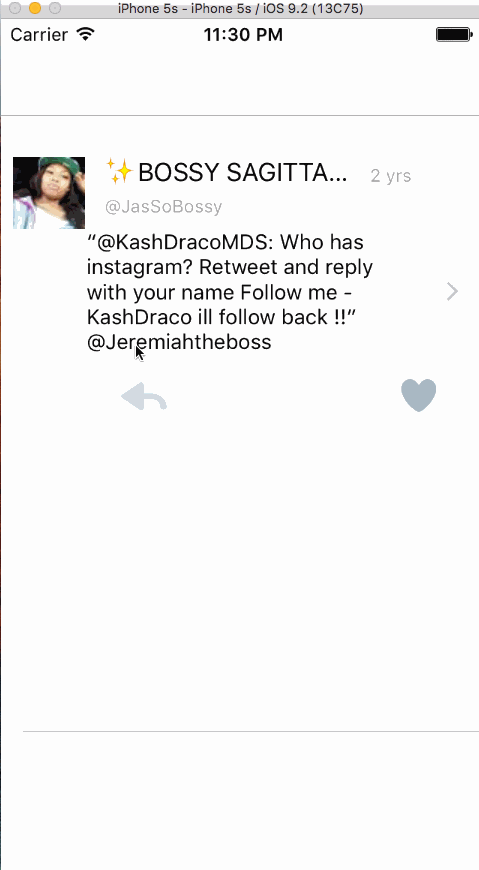 iPhone 5s - iPhone 5s / iOS 9.2 (13C75)
Carrier 11:30 PM
✨BOSSY SAGITTA... 2 yrs
@JasSoBossy
“@KashDracoMDS: Who has
instagram? Retweet and reply
with your name Follow me -
KashDraco ill follow back !!”
@Jeremiahtheboss